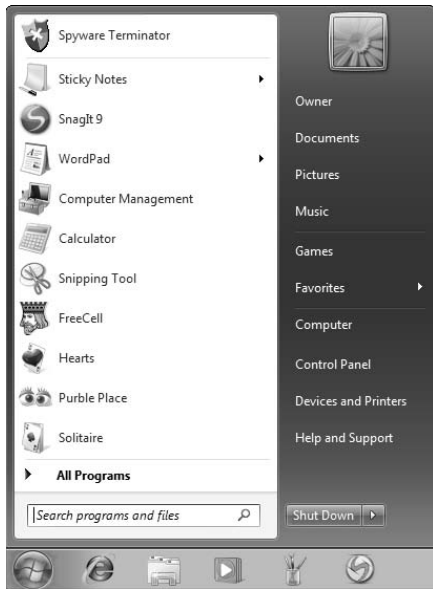 Spyware Terminator
Sticky Notes
SnagIt 9
WordPad
Computer Management
Calculator
Snipping Tool
FreeCell
Hearts
Purble Place
Solitaire
All Programs
Search programs and files
Owner
Documents
Pictures
Music
Games
Favorites
Computer
Control Panel
Devices and Printers
Help and Support
Shut Down